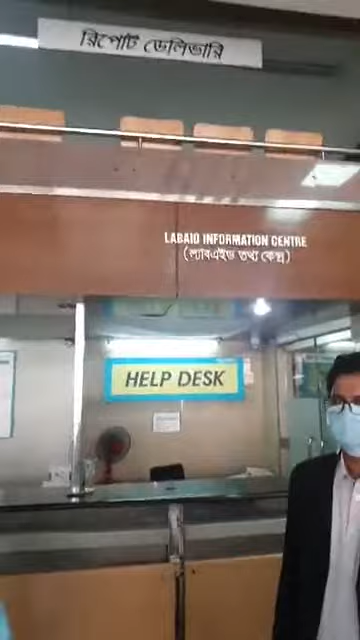 রিপোর্ট ডেলিভারি
LABAID INFORMATION CENTRE
(ল্যাবএইড তথ্য কেন্দ্র)
HELP DESK